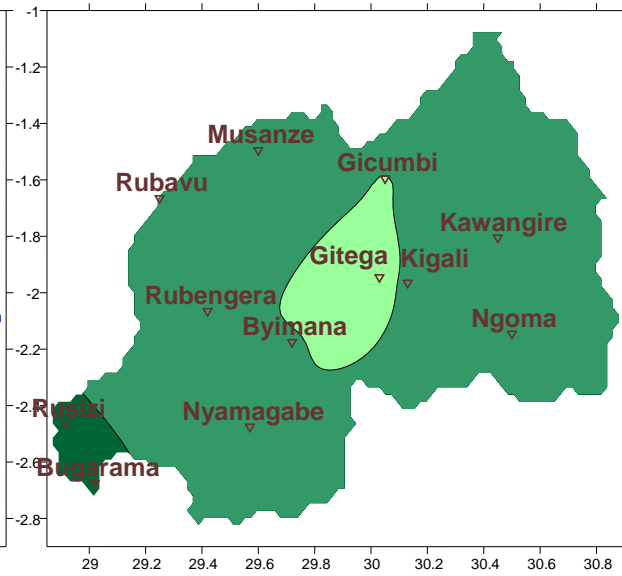 -1
-1.2
-1.4
Musanze
Gicumbi
-1.6
Rubavu
Kawangire
-1.8
Gitega Kigali
-2
Rubengera
Ngoma
Byimana
-2.2
-2.4
Rusizi
Nyamagabe
-2.6
Bugarama
-2.8
29 29.2 29.4 29.6 29.8 30 30.2 30.4 30.6 30.8